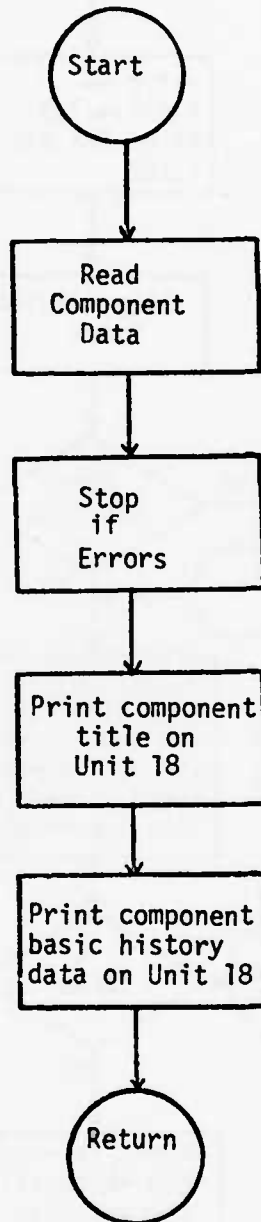 Start
Read
Component
Data
Stop
if
Errors
Print component
title on
Unit 18
Print component
basic history
data on Unit 18
Return